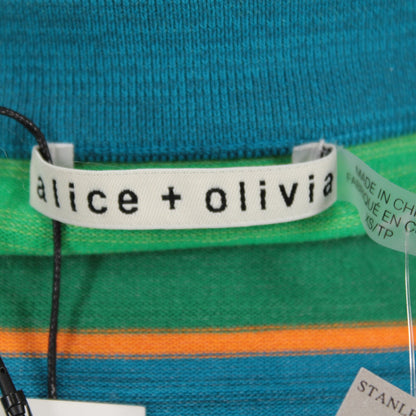 alice + olivia
MADE IN CH
FABRIQUÉ EN C
XS/TP
STANL